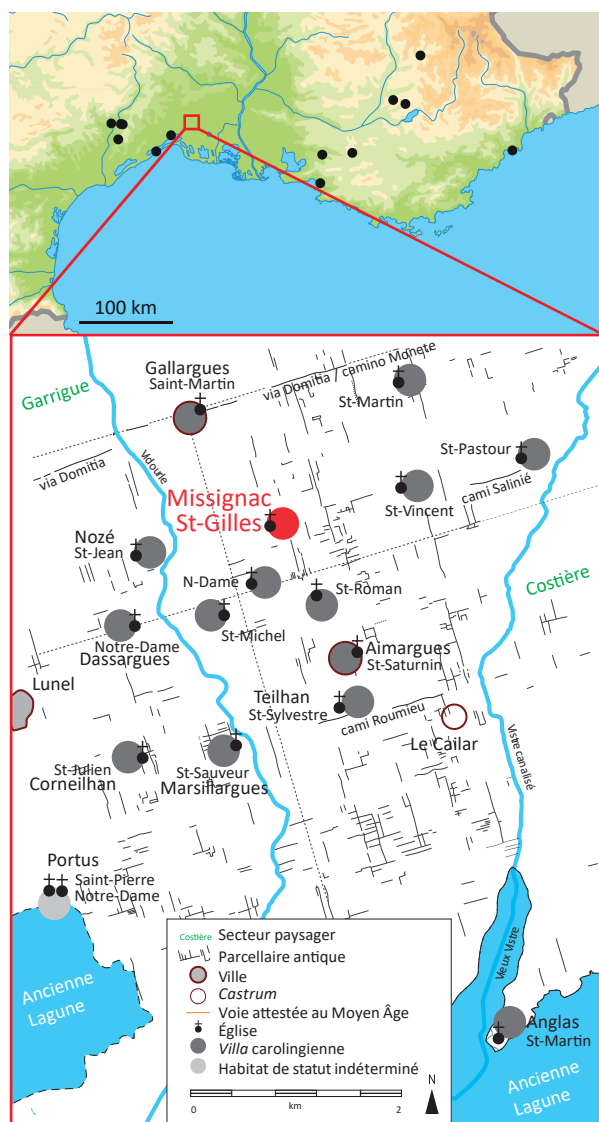 100 km
Gallargues
Saint-Martin
via Domitia / camino Monete
Garrigue
St-Martin
St-Pastour
via Domitia
Vidourle
cami Salinié
Missignac
St-Gilles
St-Vincent
Nozé
St-Jean
N-Dame
St-Roman
Costière
St-Michel
Notre-Dame
Dassargues
Aimargues
St-Saturnin
Lunel
Teilhan
St-Sylvestre
cami Roumieu
Le Cailar
Vistre canalisé
St-Julien
Corneilhan
St-Sauveur
Marsillargues
Portus
Saint-Pierre
Notre-Dame
Ancienne
Lagune
Vieux Vistre
Anglas
St-Martin
Ancienne
Lagune
Costière Secteur paysager
Parcellaire antique
Ville
Castrum
Voie attestée au Moyen Âge
Église
Villa carolingienne
Habitat de statut indéterminé
0 km 2
N